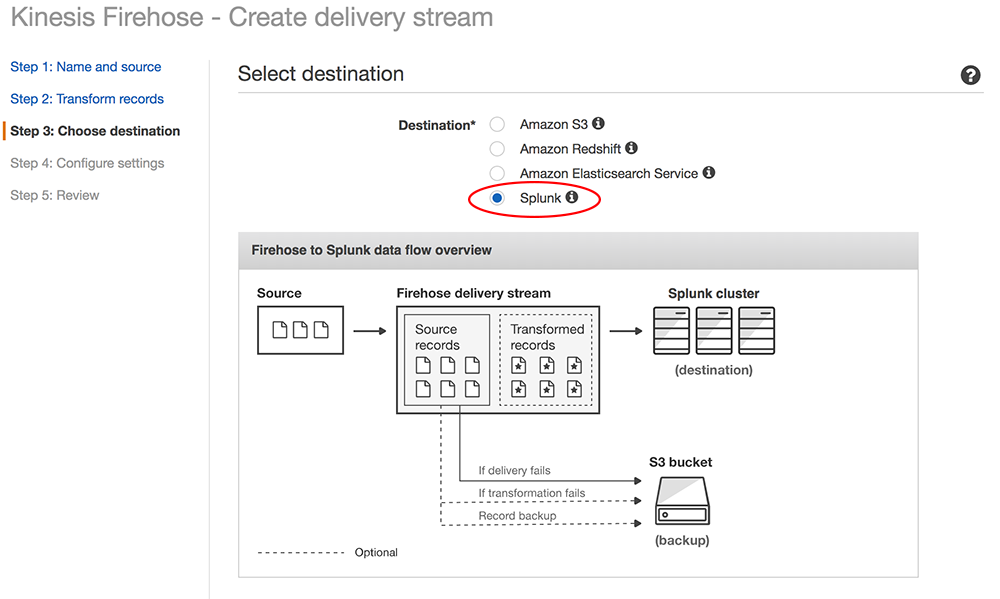 Kinesis Firehose - Create delivery stream
Step 1: Name and source
Step 2: Transform records
Step 3: Choose destination
Step 4: Configure settings
Step 5: Review
Select destination
?
Destination*
Amazon S3 i
Amazon Redshift i
Amazon Elasticsearch Service i
Splunk i
Firehose to Splunk data flow overview
Source
Firehose delivery stream
Source
records
Transformed
records
Splunk cluster
(destination)
If delivery fails
If transformation fails
Record backup
S3 bucket
(backup)
Optional